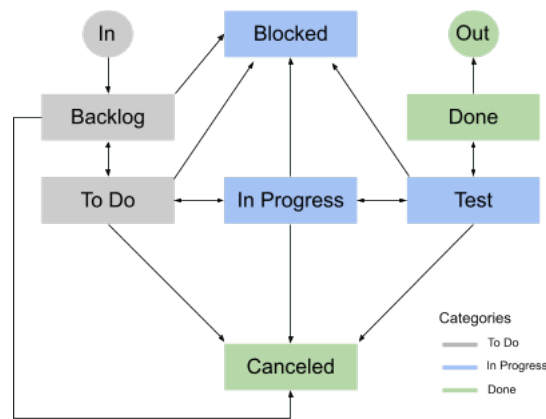 In
Blocked
Out
Backlog
Done
To Do
In Progress
Test
Canceled
Categories
To Do
In Progress
Done